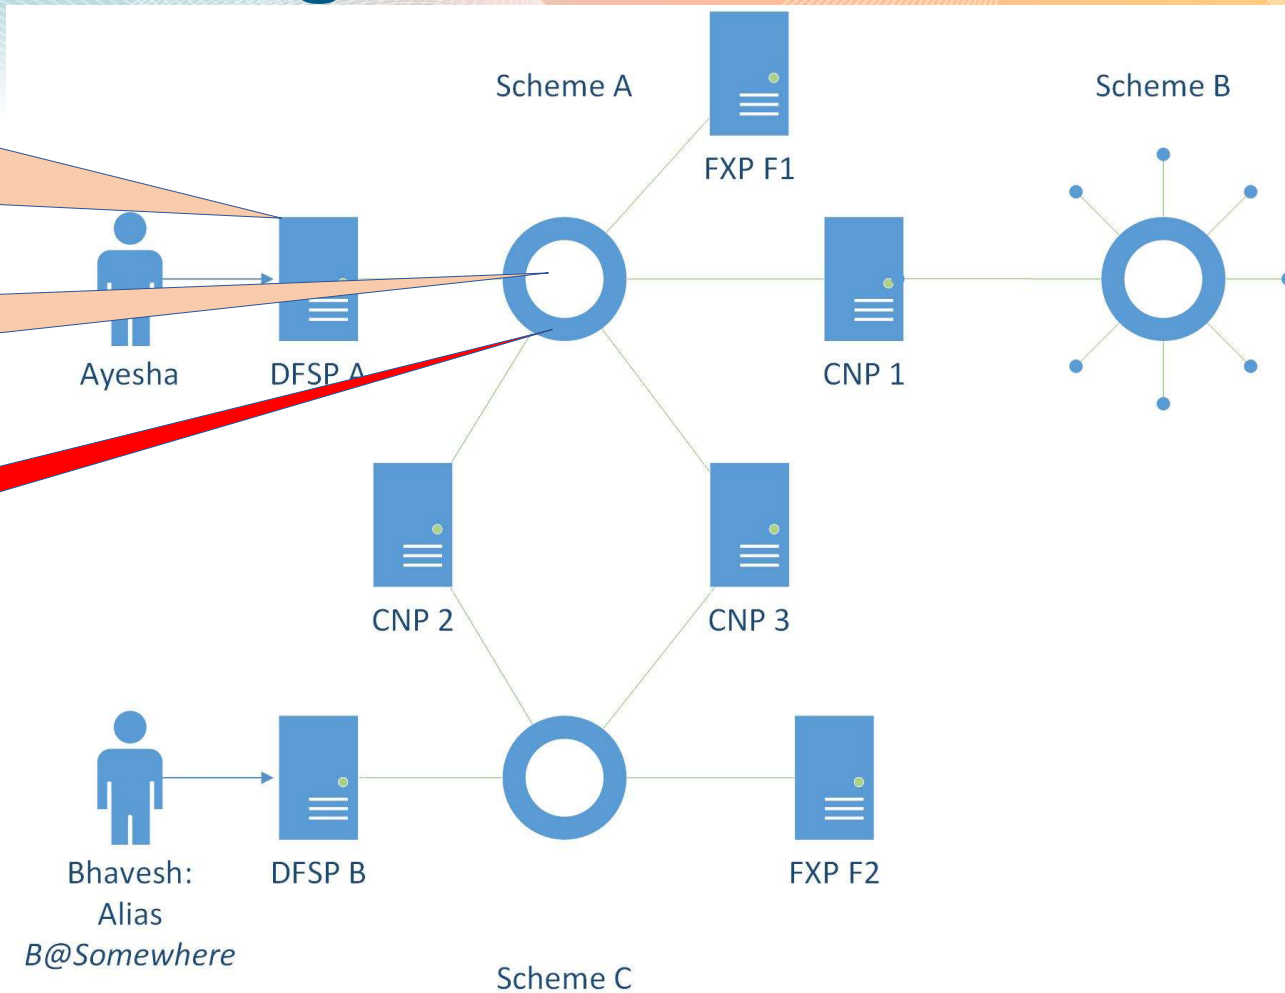 Scheme A
Scheme B
FXP F1
Ayesha
DFSP A
CNP 1
CNP 2
CNP 3
Bhavesh:
Alias
B@Somewhere
DFSP B
FXP F2
Scheme C